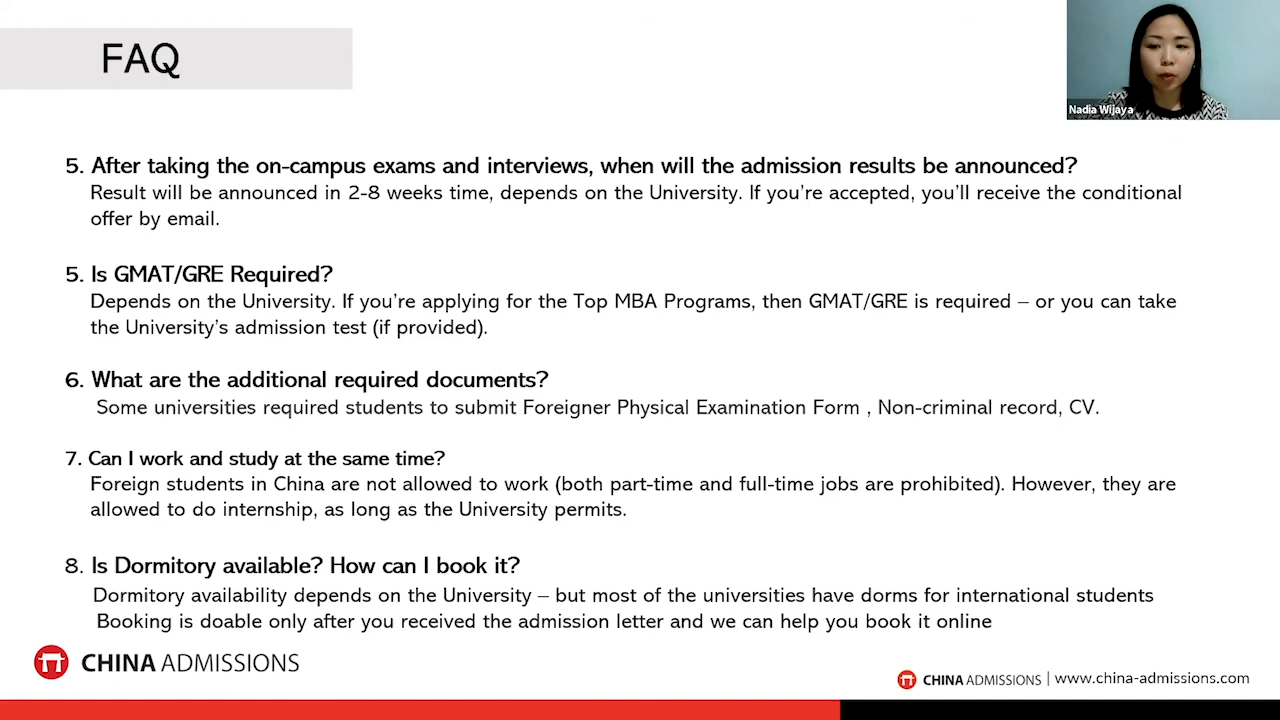 FAQ
Nadia Wijaya
5. After taking the on-campus exams and interviews, when will the admission results be announced?
Result will be announced in 2-8 weeks time, depends on the University. If you're accepted, you'll receive the conditional
offer by email.
5. Is GMAT/GRE Required?
Depends on the University. If you're applying for the Top MBA Programs, then GMAT/GRE is required – or you can take
the University's admission test (if provided).
6. What are the additional required documents?
Some universities required students to submit Foreigner Physical Examination Form , Non-criminal record, CV.
7. Can I work and study at the same time?
Foreign students in China are not allowed to work (both part-time and full-time jobs are prohibited). However, they are
allowed to do internship, as long as the University permits.
8. Is Dormitory available? How can I book it?
Dormitory availability depends on the University – but most of the universities have dorms for international students
Booking is doable only after you received the admission letter and we can help you book it online
CHINA ADMISSIONS
CHINA ADMISSIONS | www.china-admissions.com